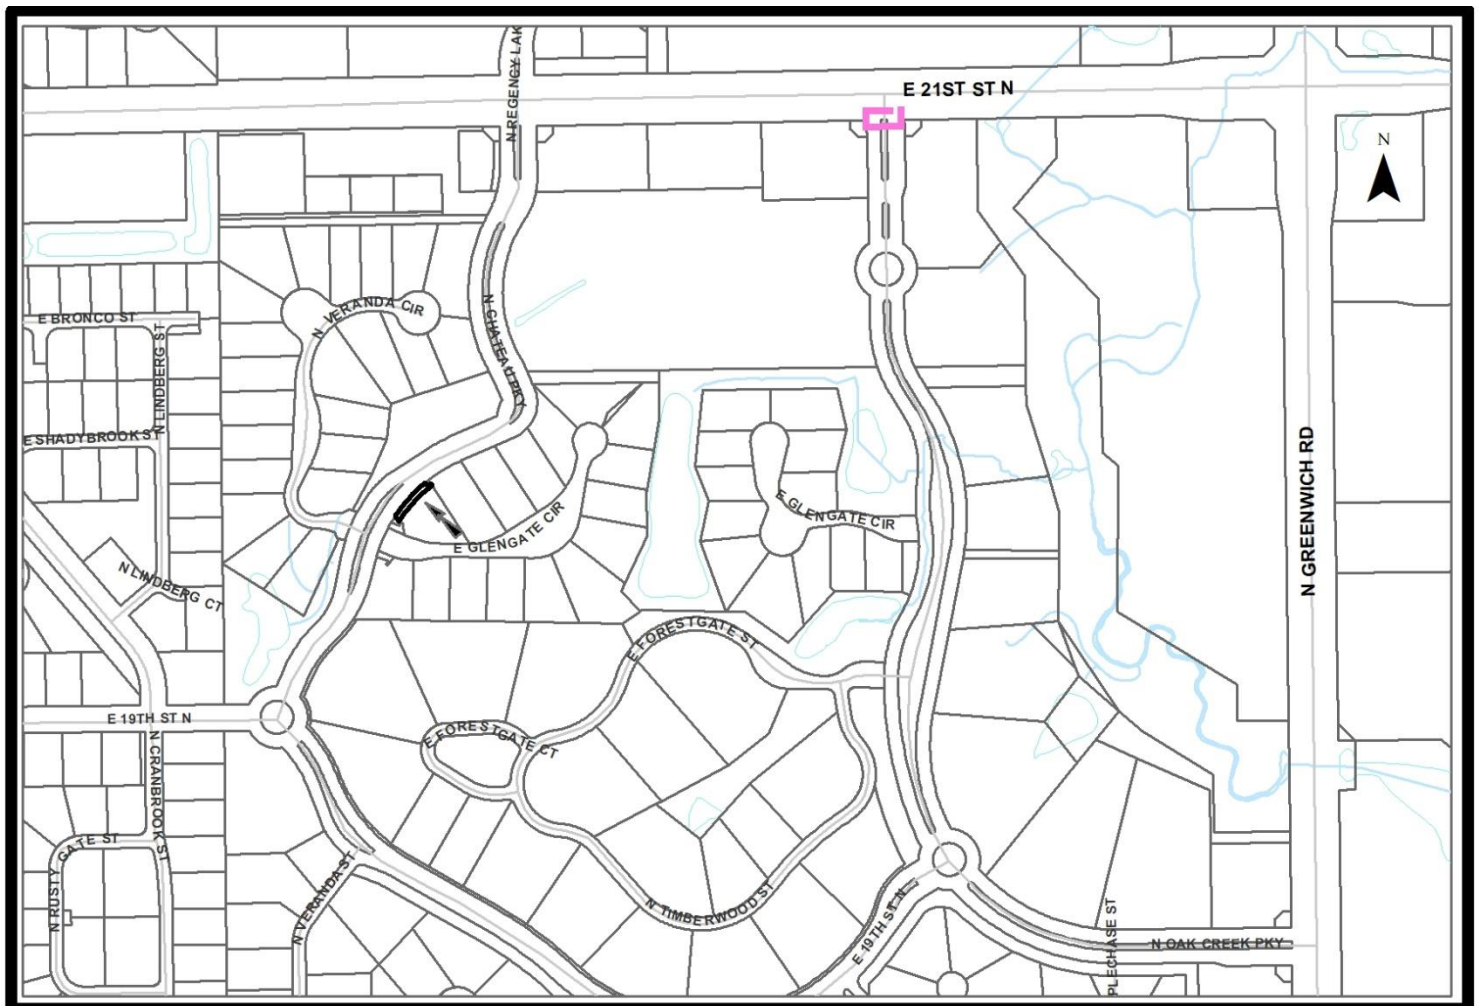 N REGENCY LAK
E 21ST ST N
N
N VERANDA CIR
E BRONCO ST
N LINDBERG ST
N CHATEAU PKY
E SHADYBROOK ST
N GREENWICH RD
E GLENGATE CIR
E GLENGATE CIR
N LINDBERG CT
E FORESTGATE ST
E 19TH ST N
E FORESTGATE CT
N CRANBROOK ST
N RUSTY GATE ST
N VERANDA ST
N TIMBERWOOD ST
E 19TH ST N
PLECHASE ST
N OAK CREEK PKY